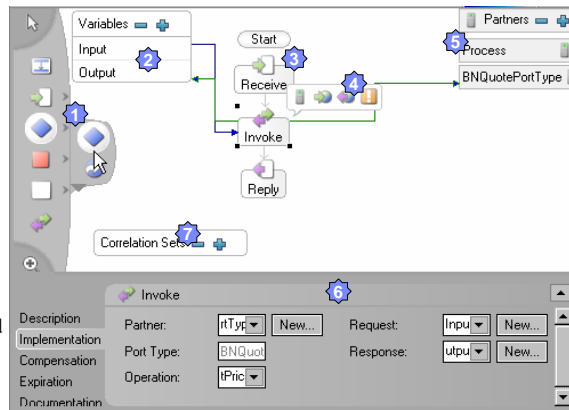 Variables
Input
Output
Start
Receive
Invoke
Reply
Partners
Process
BNQuotePortType
1
2
3
4
5
6
7
Correlation Sets
Invoke
Description
Implementation
Compensation
Expiration
Documentation
Partner: rtTyp New...
Port Type: BNQuot
Operation: tPric
Request: Inpu New...
Response: utpu New...